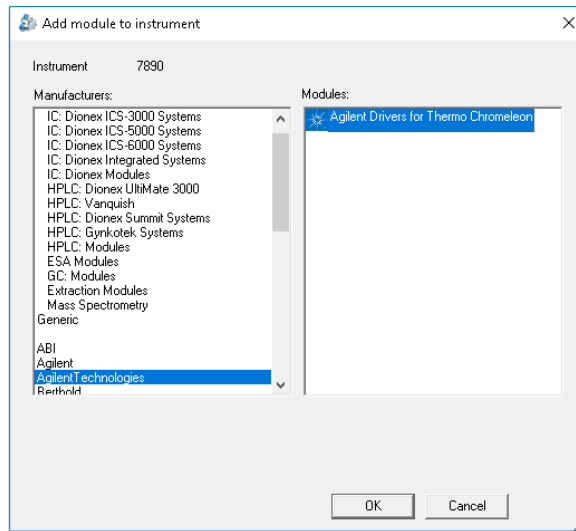 Add module to instrument
Instrument 7890
Manufacturers:
IC: Dionex ICS-3000 Systems
IC: Dionex ICS-5000 Systems
IC: Dionex ICS-6000 Systems
IC: Dionex Integrated Systems
IC: Dionex Modules
HPLC: Dionex UltiMate 3000
HPLC: Vanquish
HPLC: Dionex Summit Systems
HPLC: Gynkotek Systems
HPLC: Modules
ESA Modules
GC: Modules
Extraction Modules
Mass Spectrometry
Generic
ABI
Agilent
AgilentTechnologies
Berthold
Modules:
Agilent Drivers for Thermo Chromeleon
OK
Cancel